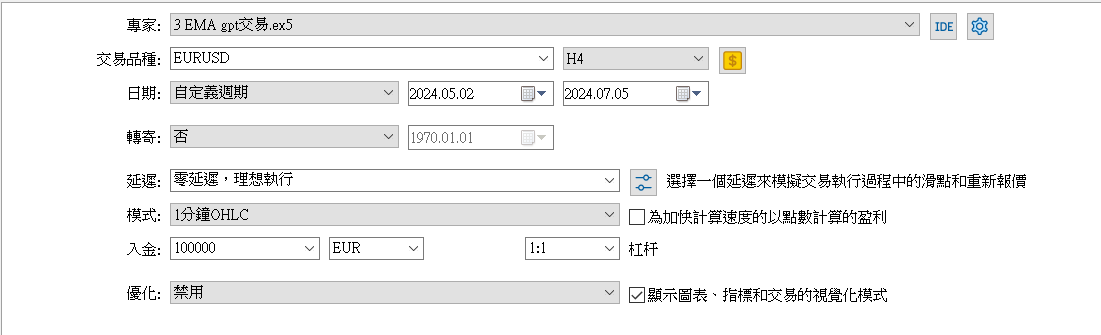 專家: 3 EMA gpt交易.ex5 IDE
交易品種: EURUSD H4 $
日期: 自定義週期 2024.05.02 2024.07.05
轉寄: 否 1970.01.01
延遲: 零延遲，理想執行 選擇一個延遲來模擬交易執行過程中的滑點和重新報價
模式: 1分鐘OHLC 為加快計算速度的以點數計算的盈利
入金: 100000 EUR 1:1 杠杆
優化: 禁用 顯示圖表、指標和交易的視覺化模式